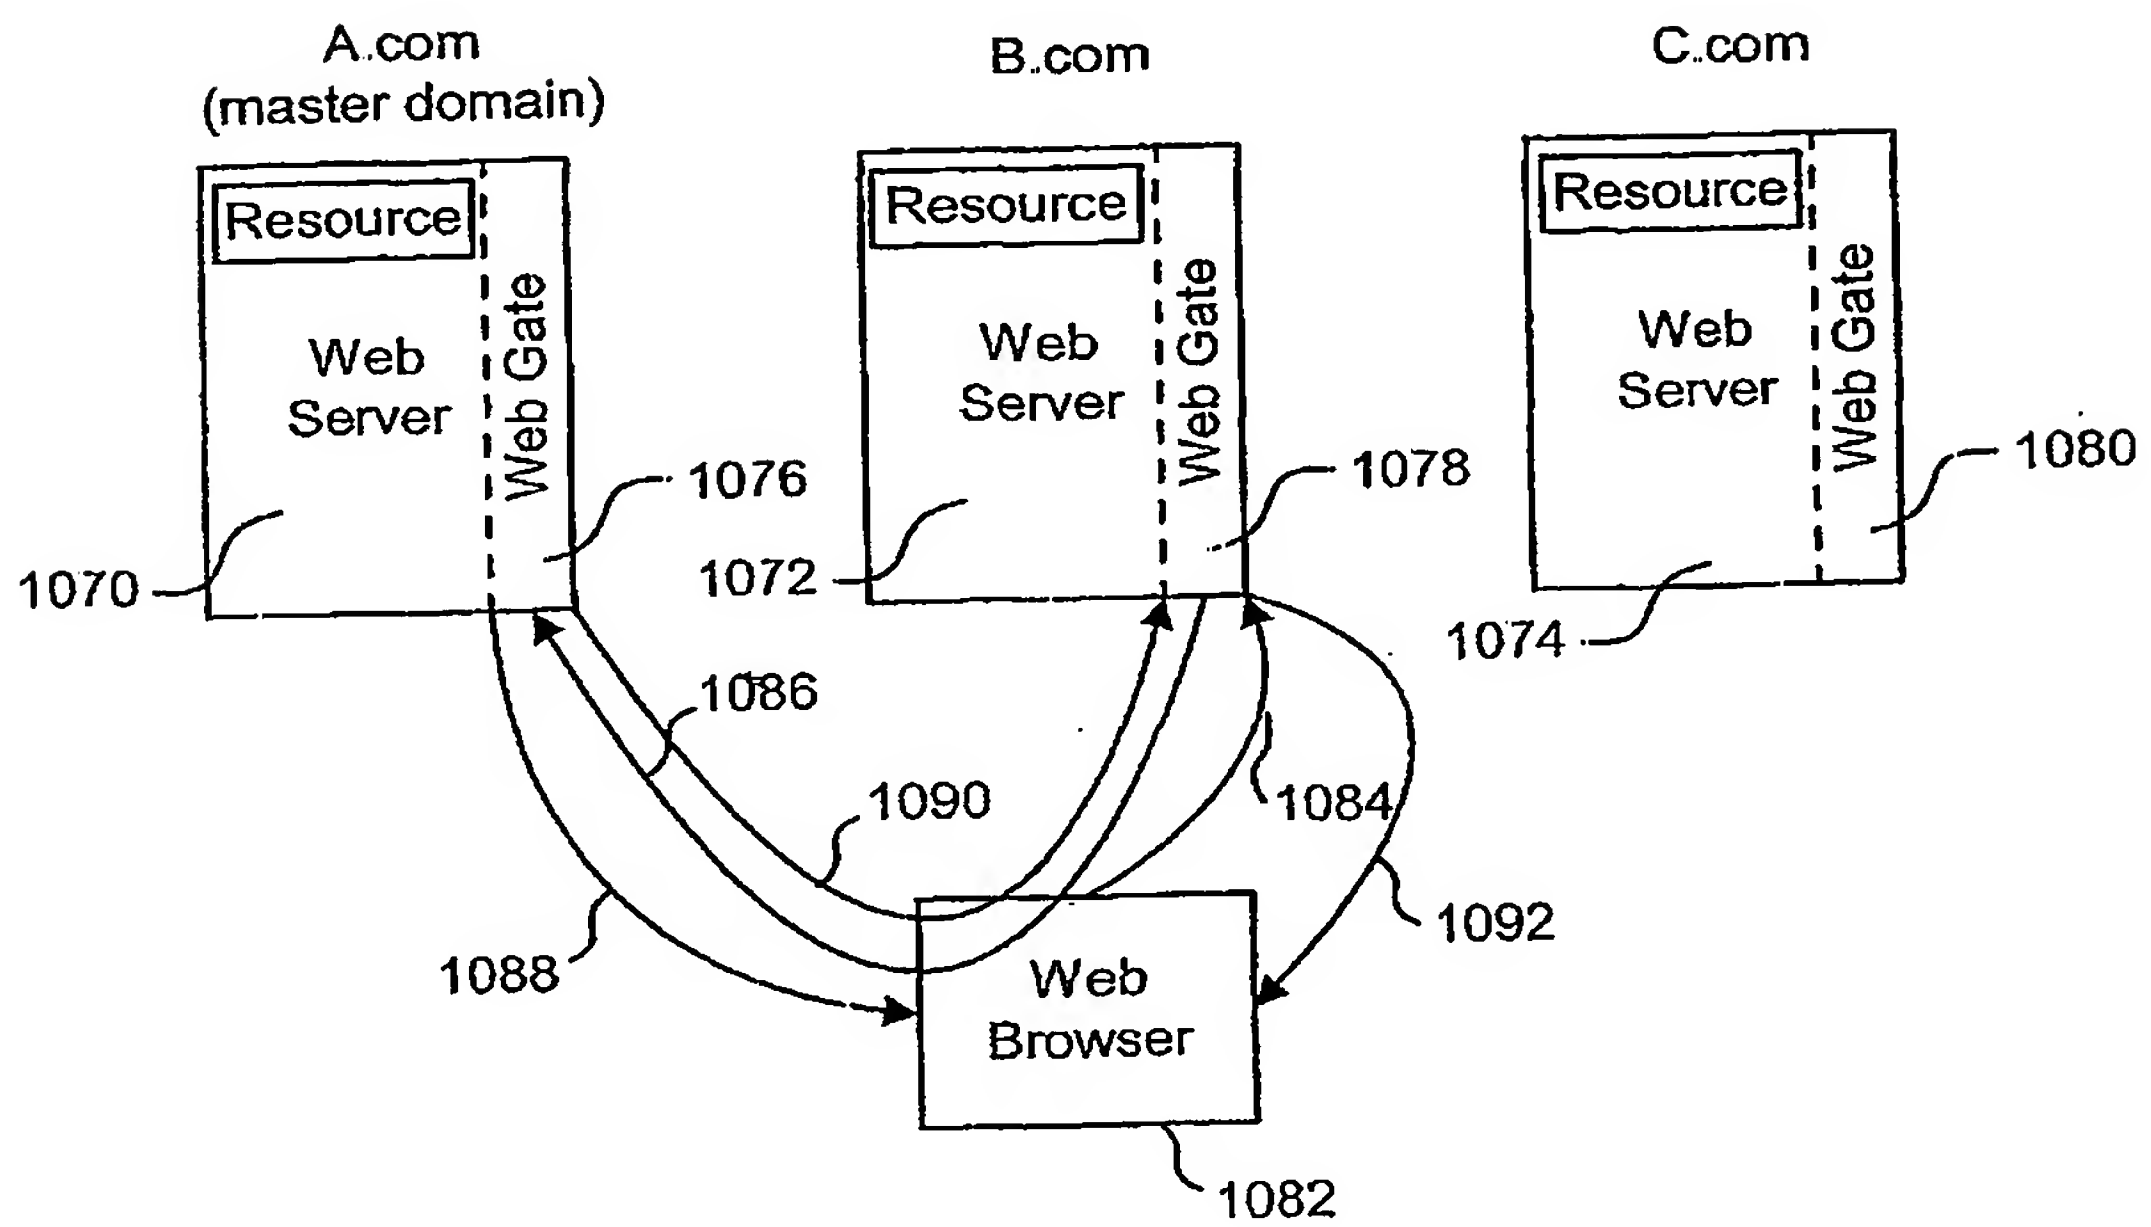 A.com
(master domain)
B.com
C.com
Resource
Resource
Resource
Web
Server
Web Gate
Web
Server
Web Gate
Web
Server
Web Gate
1076
1078
1080
1070
1072
1074
1086
1090
1084
1088
1092
Web
Browser
1082